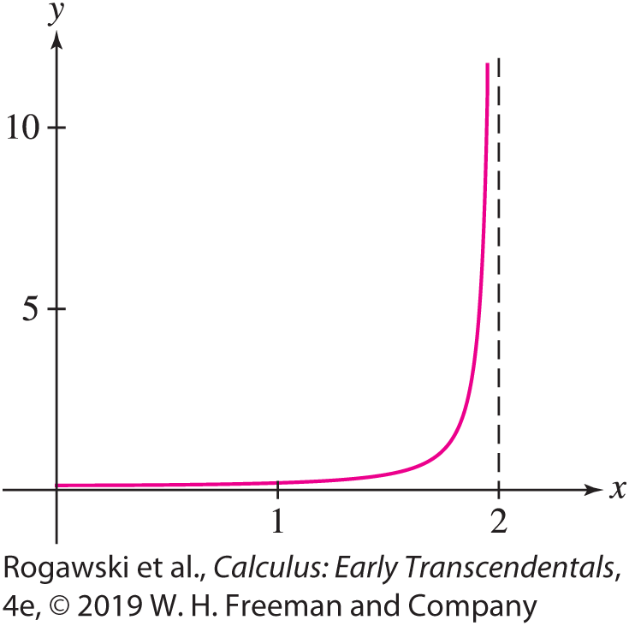 y
10
5
x
1
2
Rogawski et al., Calculus: Early Transcendentals,
4e, © 2019 W. H. Freeman and Company